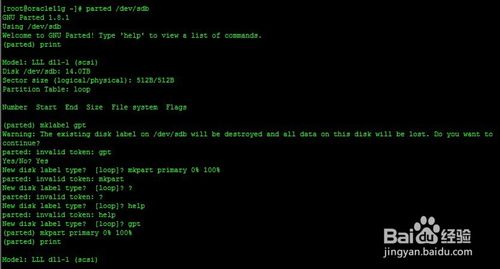 [root@oracle11g ~]# parted /dev/sdb
GNU Parted 1.8.1
Using /dev/sdb
Welcome to GNU Parted! Type 'help' to view a list of commands.
(parted) print
Model: LLL dll-l (scsi)
Disk /dev/sdb: 14.0TB
Sector size (logical/physical): 512B/512B
Partition Table: loop
Number Start End Size File system Flags
(parted) mklabel gpt
Warning: The existing disk label on /dev/sdb will be destroyed and all data on this disk will be lost. Do you want to
continue?
parted: invalid token: gpt
Yes/No? Yes
New disk label type? [loop]? mkpart primary 0% 100%
parted: invalid token: mkpart
New disk label type? [loop]? ?
parted: invalid token: ?
New disk label type? [loop]? help
parted: invalid token: help
New disk label type? [loop]? gpt
(parted) mkpart primary 0% 100%
(parted) print
Model: LLL dll-l (scsi)
Baidu经验
jingyan.baidu.com